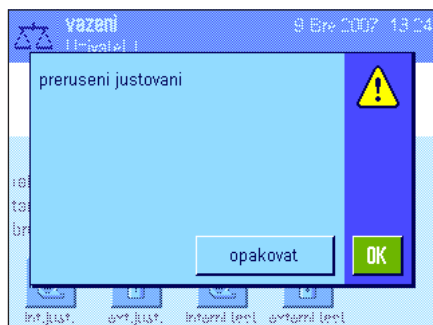 vazeni
9 Bre 2007 13:24
Uzivatel 1
preruseni justovani
opakovat
OK
int.just.
ext.just.
interni test
externi test